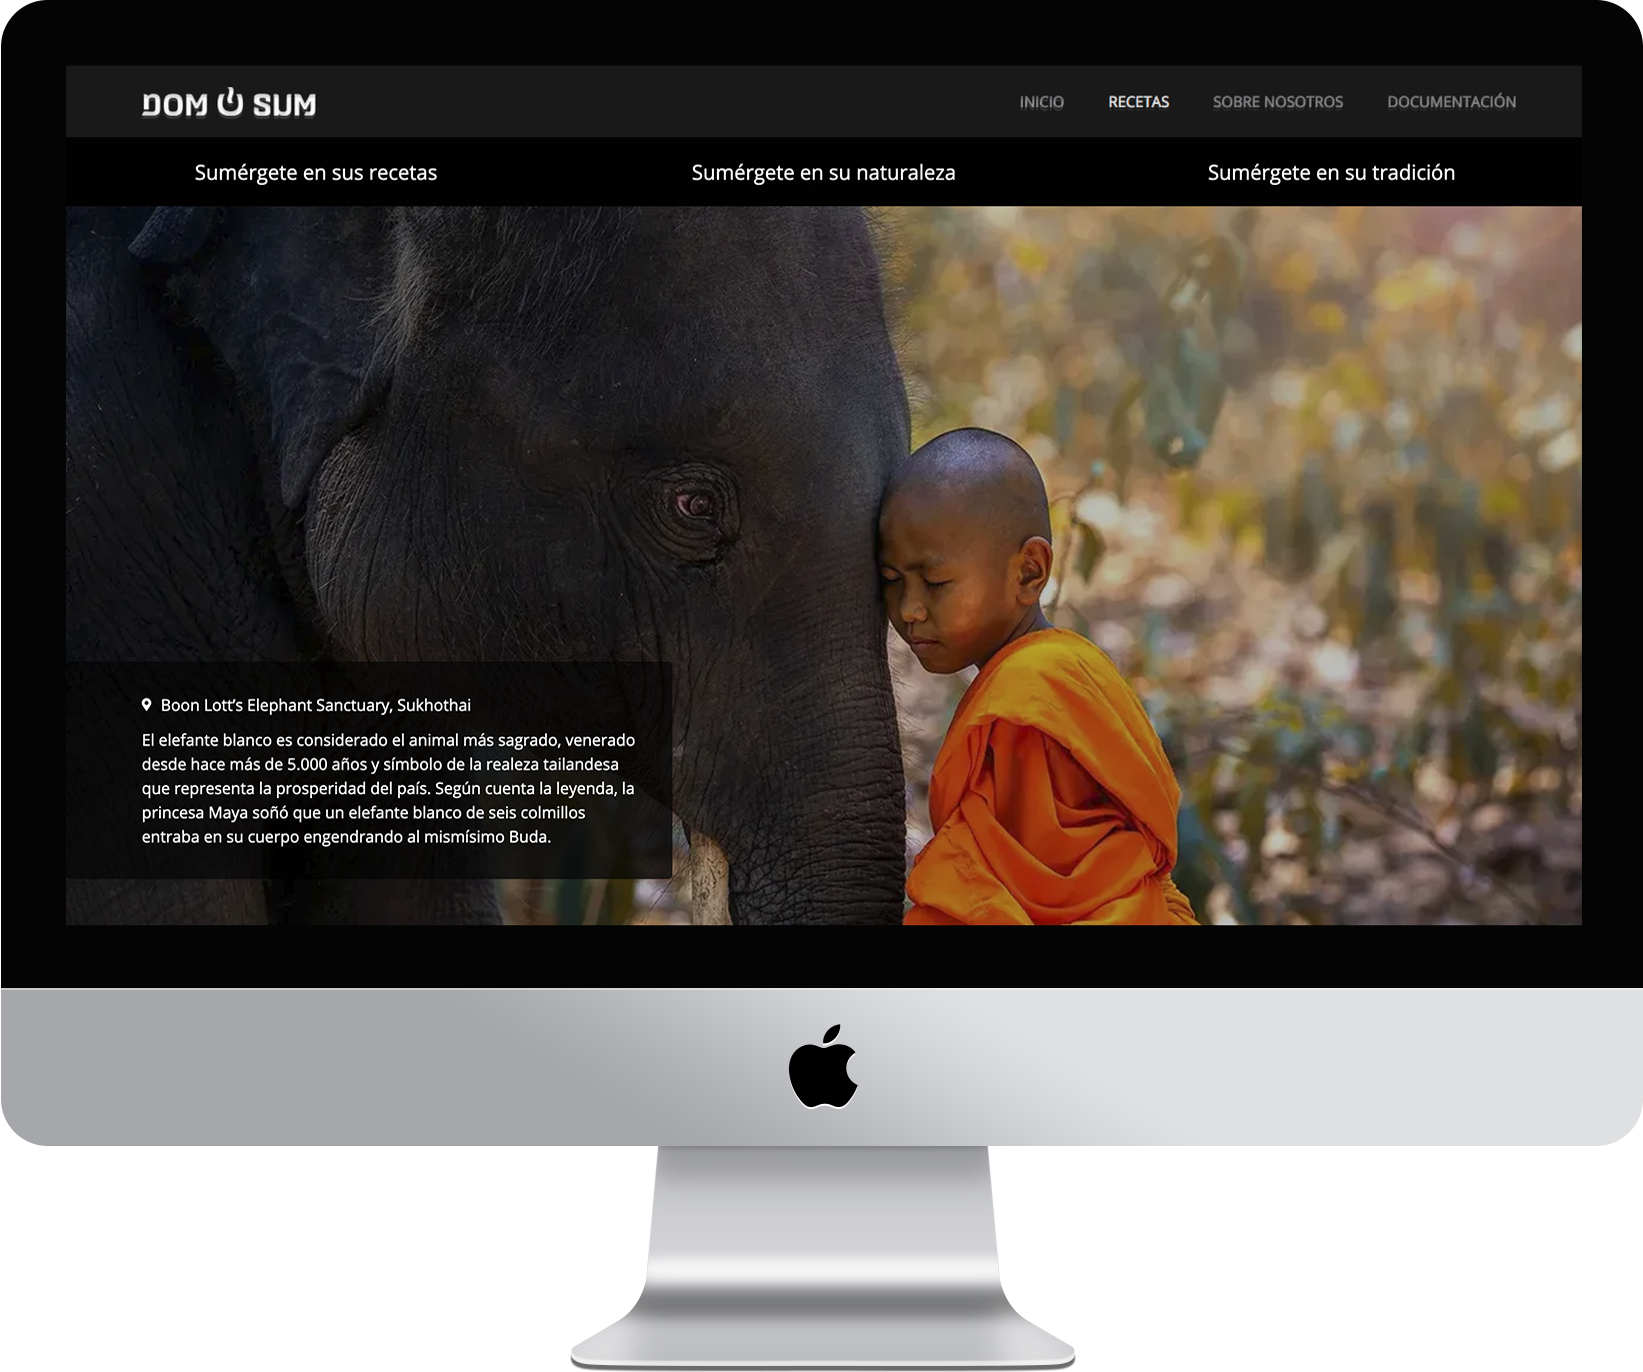 DOM SUM
INICIO RECETAS SOBRE NOSOTROS DOCUMENTACIÓN
Sumérgete en sus recetas Sumérgete en su naturaleza Sumérgete en su tradición
Boon Lott’s Elephant Sanctuary, Sukhothai
El elefante blanco es considerado el animal más sagrado, venerado
desde hace más de 5.000 años y símbolo de la realeza tailandesa
que representa la prosperidad del país. Según cuenta la leyenda, la
princesa Maya soñó que un elefante blanco de seis colmillos
entraba en su cuerpo engendrando al mismísimo Buda.